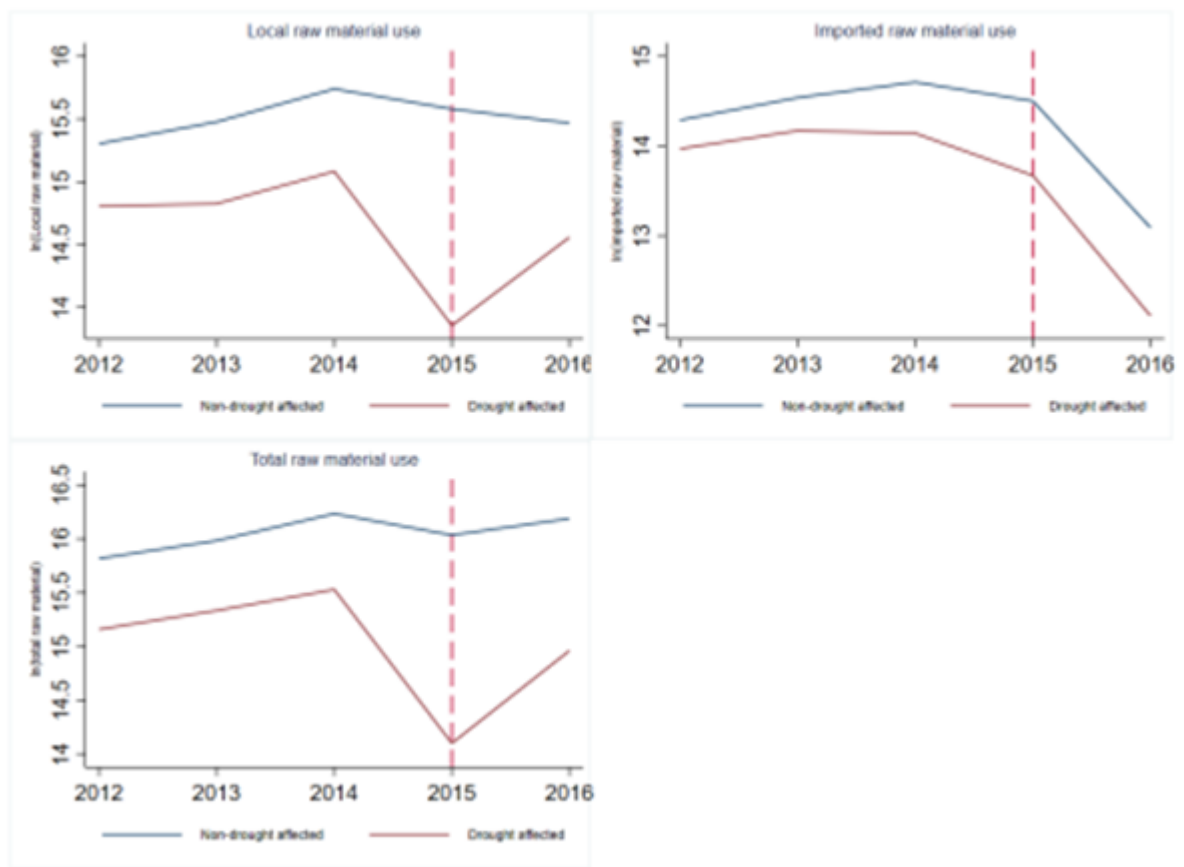 Local raw material use
ln(Local raw material)
16
15.5
15
14.5
14
2012 2013 2014 2015 2016
Non-drought affected Drought affected
Imported raw material use
ln(imported raw material)
15
14
13
12
2012 2013 2014 2015 2016
Non-drought affected Drought affected
Total raw material use
ln(total raw material)
16.5
16
15.5
15
14.5
14
2012 2013 2014 2015 2016
Non-drought affected Drought affected